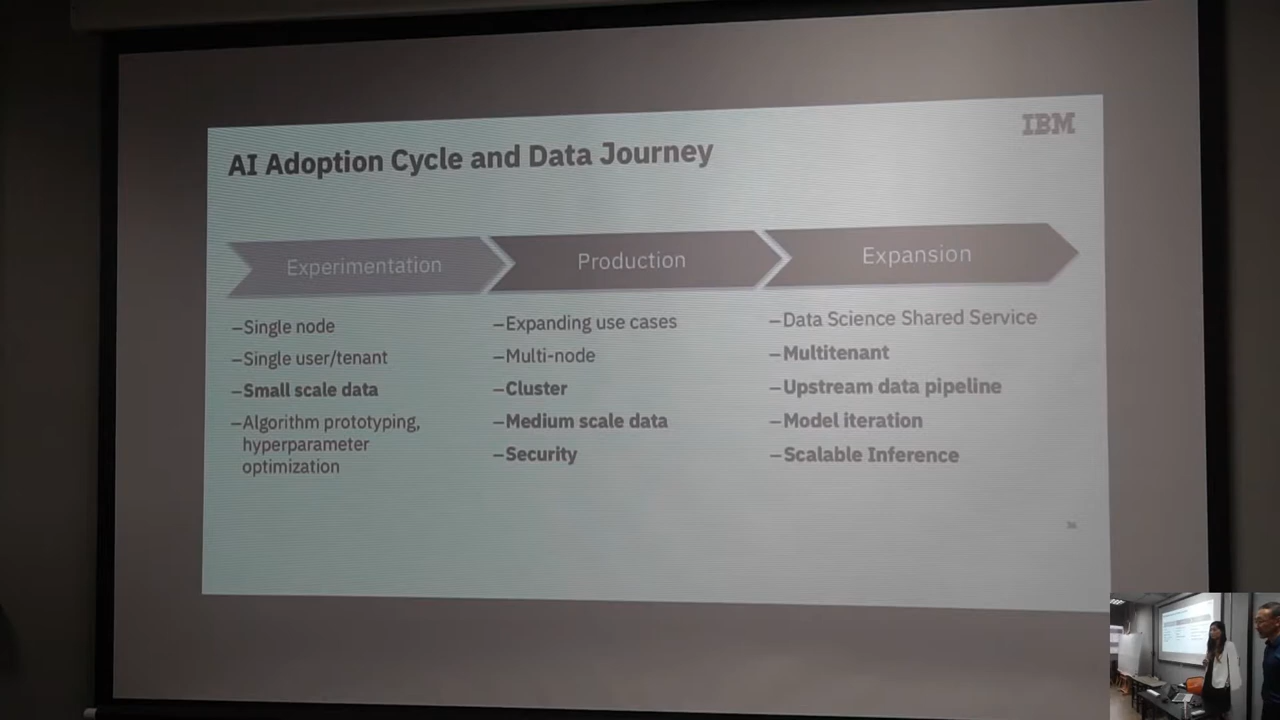 IBM
AI Adoption Cycle and Data Journey
Experimentation
Production
Expansion
–Single node
–Single user/tenant
–Small scale data
–Algorithm prototyping,
hyperparameter
optimization
–Expanding use cases
–Multi-node
–Cluster
–Medium scale data
–Security
–Data Science Shared Service
–Multitenant
–Upstream data pipeline
–Model iteration
–Scalable Inference